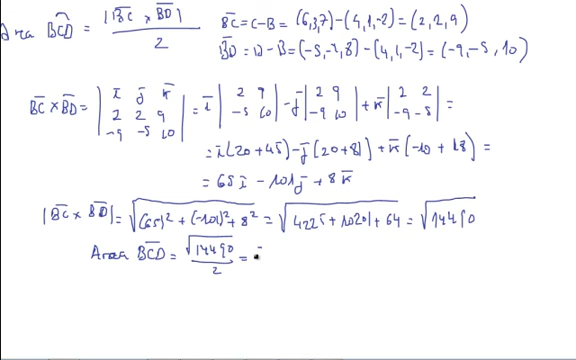 Area BCD = |BC × BD| / 2   BC = C-B = (6,3,7)-(4,1,-2) = (2,2,9)
BD = D-B = (-5,-4,8)-(4,1,-2) = (-9,-5,10)
BC × BD = | i j k ; 2 2 9 ; -9 -5 10 | = i | 2 9 ; -5 10 | - j | 2 9 ; -9 10 | + k | 2 2 ; -9 -5 | =
= i(20+45) - j(20+81) + k(-10+18) =
= 65i - 101j + 8k
|BC × BD| = √(65)² + (-101)² + 8² = √4225+10201+64 = √14490
Area BCD = √14490 / 2 =